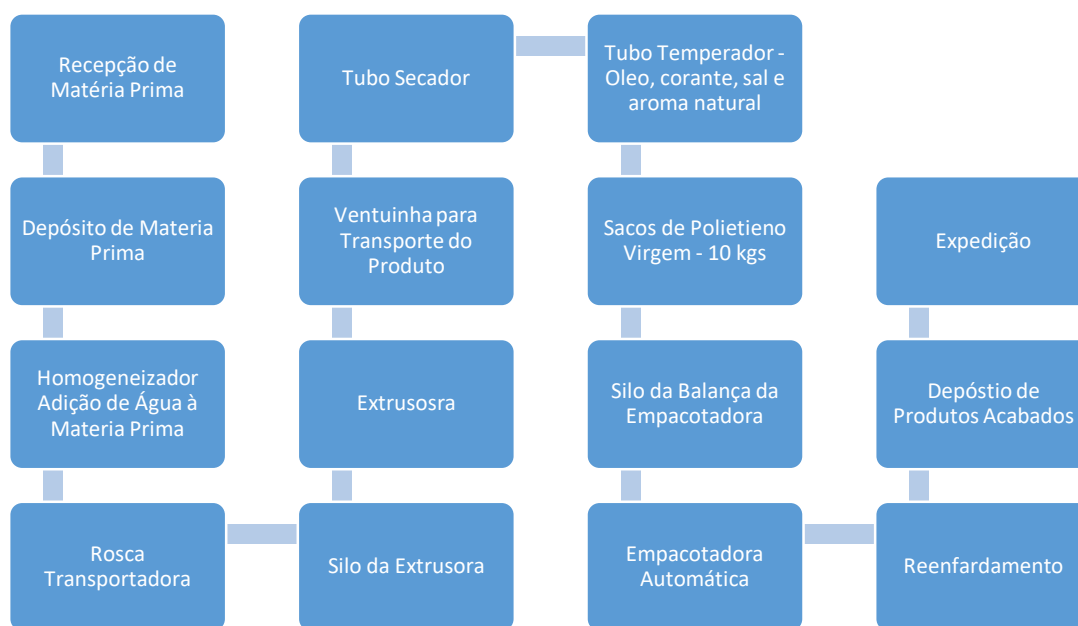 Recepção de
Matéria Prima
Depósito de Materia
Prima
Homogeneizador
Adição de Água à
Materia Prima
Rosca
Transportadora
Silo da Extrusora
Extrusosra
Ventuinha para
Transporte do
Produto
Tubo Secador
Tubo Temperador -
Oleo, corante, sal e
aroma natural
Sacos de Polietieno
Virgem - 10 kgs
Silo da Balança da
Empacotadora
Empacotadora
Automática
Reenfardamento
Depóstio de
Produtos Acabados
Expedição